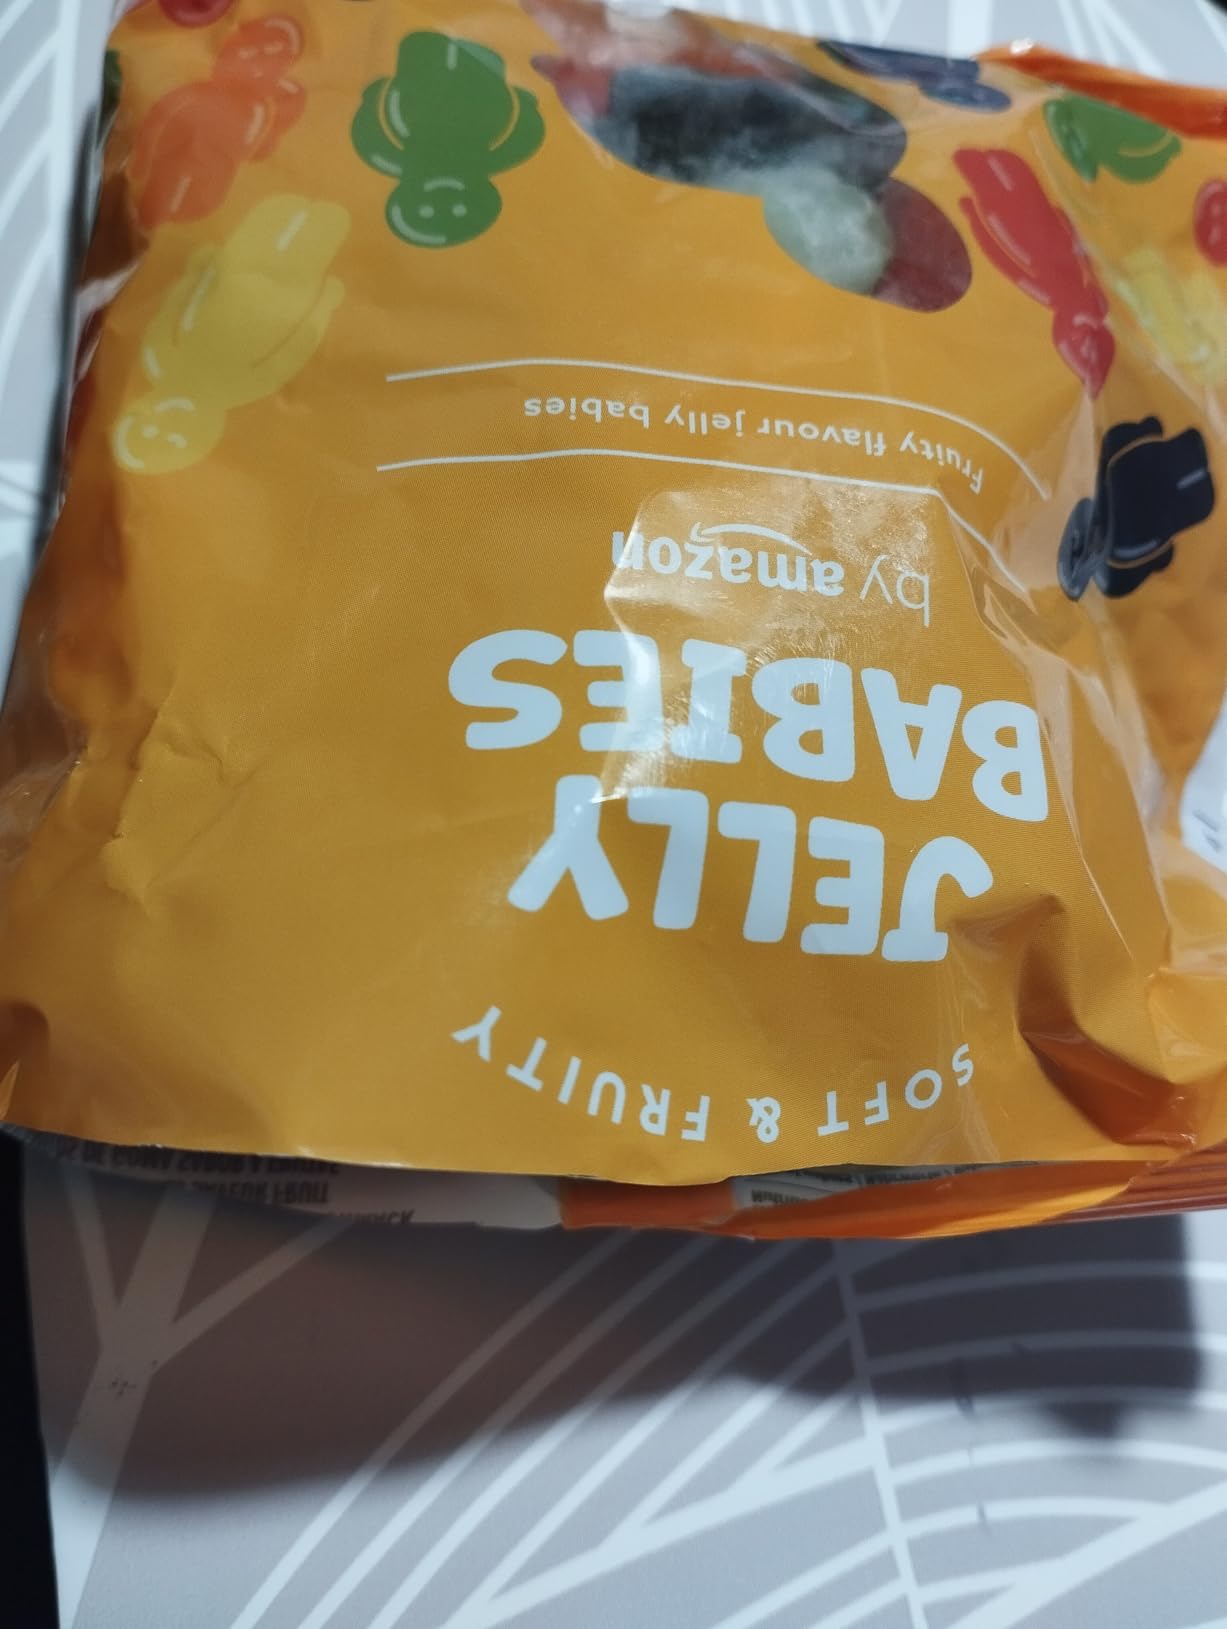 SOFT & FRUITY
JELLY
BABIES
by amazon
fruity flavour jelly babies